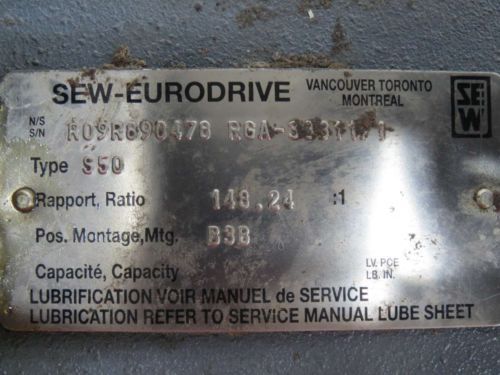 SEW-EURODRIVE
VANCOUVER TORONTO
MONTREAL
SEW
N/S
S/N
Type S50
Rapport, Ratio 148.24 :1
Pos. Montage, Mtg. B3B
Capacité, Capacity
LV. PCE
LB. IN.
LUBRIFICATION VOIR MANUEL de SERVICE
LUBRICATION REFER TO SERVICE MANUAL LUBE SHEET